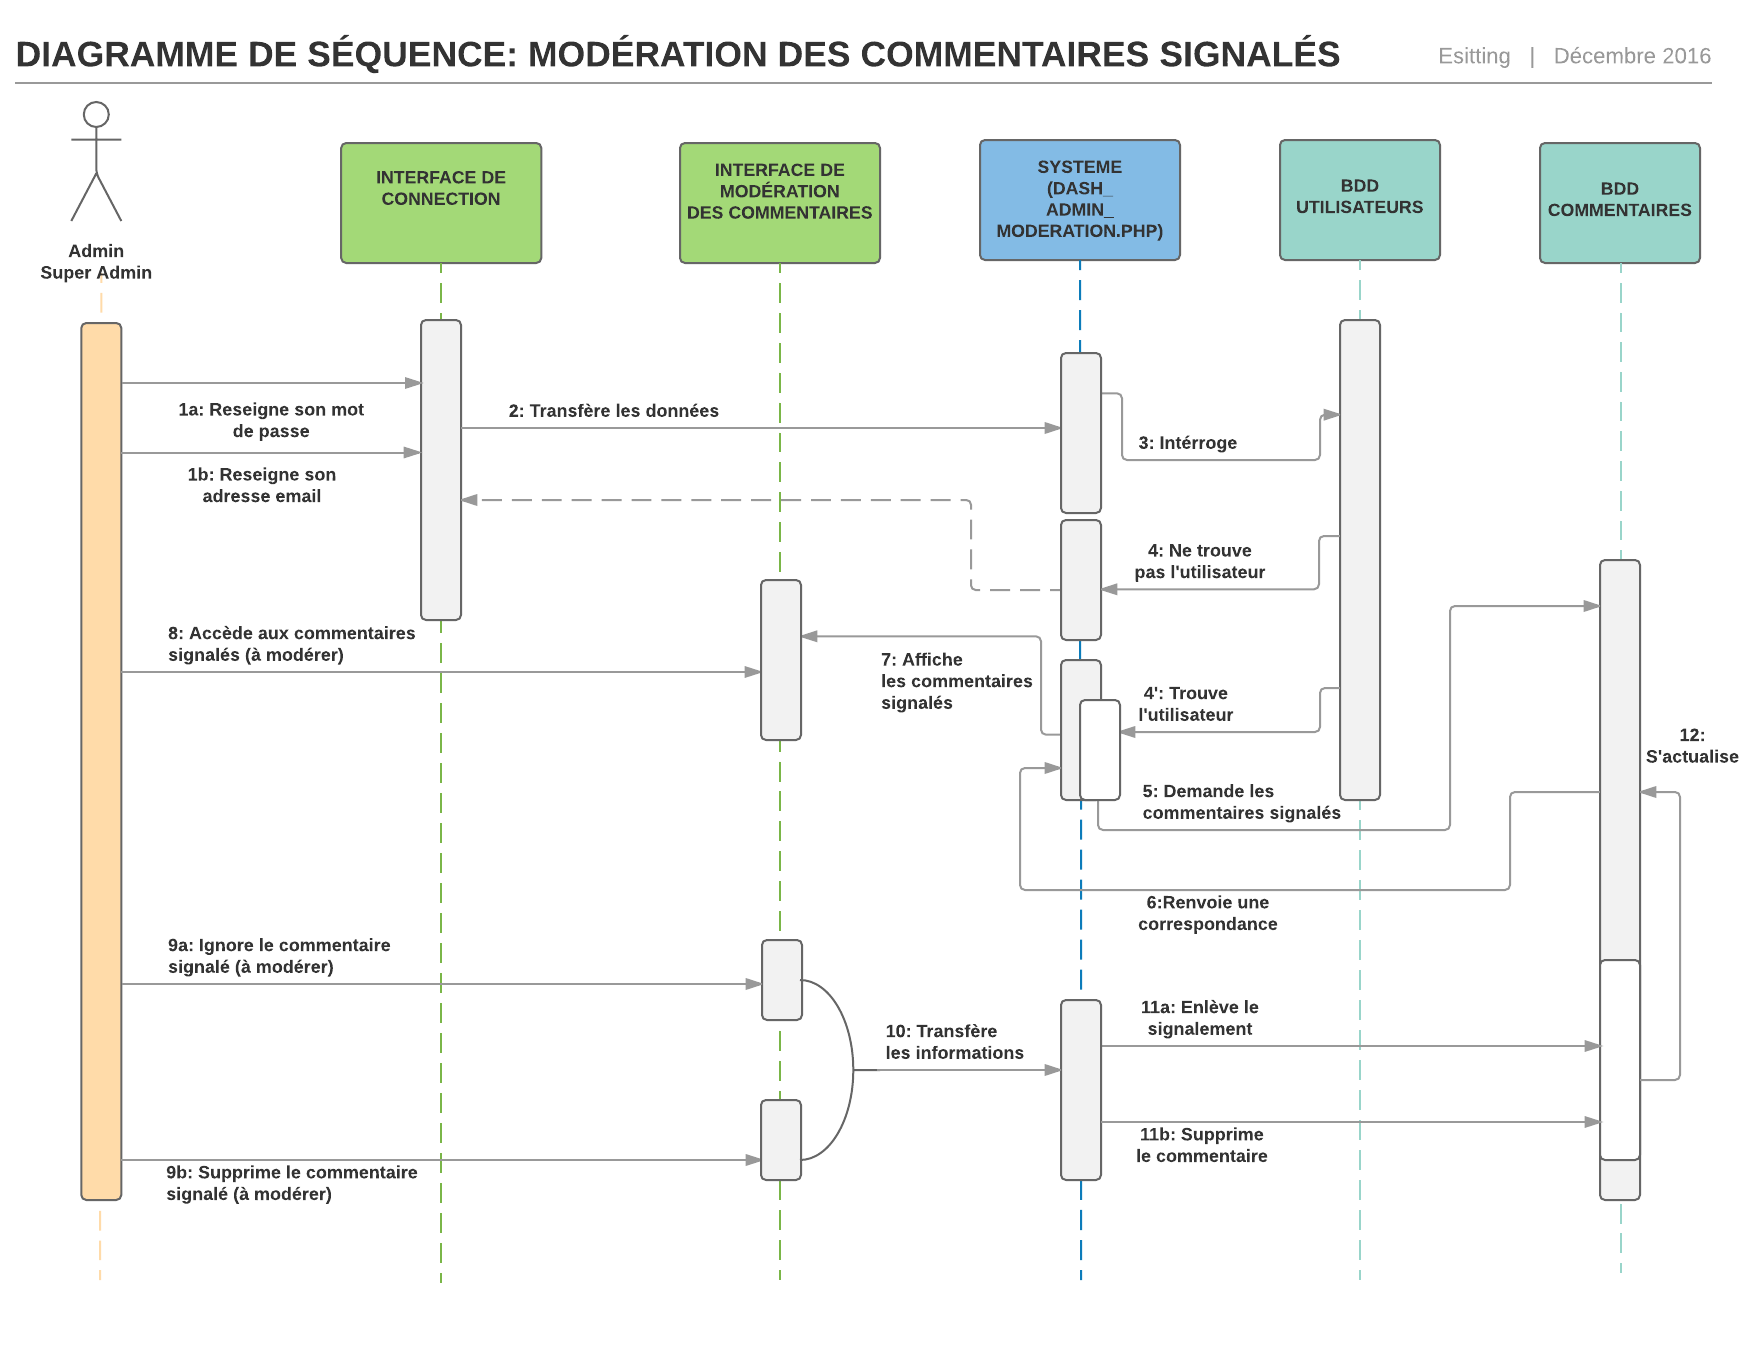 DIAGRAMME DE SÉQUENCE: MODÉRATION DES COMMENTAIRES SIGNALÉS
Esitting | Décembre 2016
Admin
Super Admin
INTERFACE DE
CONNECTION
INTERFACE DE
MODÉRATION
DES COMMENTAIRES
SYSTEME
(DASH_
ADMIN_
MODERATION.PHP)
BDD
UTILISATEURS
BDD
COMMENTAIRES
1a: Reseigne son mot
de passe
2: Transfère les données
3: Intérroge
1b: Reseigne son
adresse email
4: Ne trouve
pas l'utilisateur
8: Accède aux commentaires
signalés (à modérer)
7: Affiche
les commentaires
signalés
4': Trouve
l'utilisateur
12:
S'actualise
5: Demande les
commentaires signalés
6:Renvoie une
correspondance
9a: Ignore le commentaire
signalé (à modérer)
10: Transfère
les informations
11a: Enlève le
signalement
11b: Supprime
le commentaire
9b: Supprime le commentaire
signalé (à modérer)